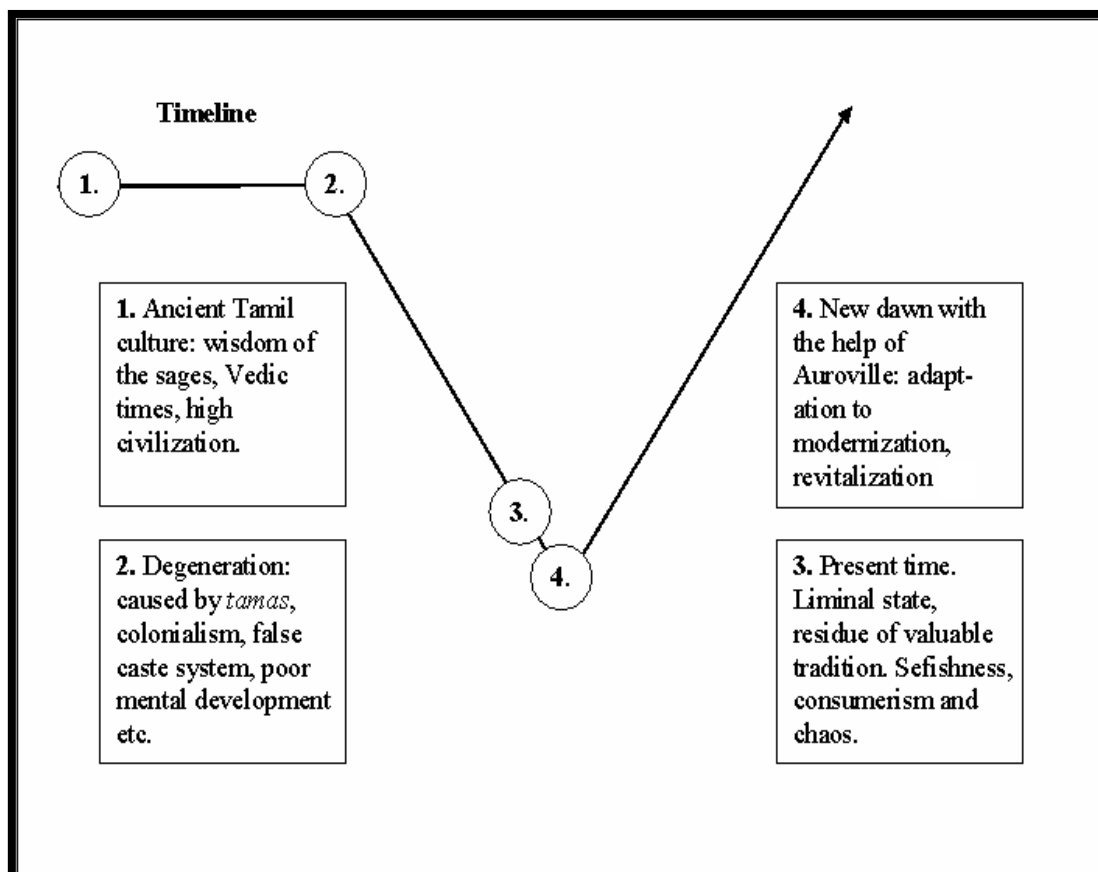 Timeline
1.
2.
3.
4.
1. Ancient Tamil
culture: wisdom of
the sages, Vedic
times, high
civilization.
2. Degeneration:
caused by tamas,
colonialism, false
caste system, poor
mental development
etc.
4. New dawn with
the help of
Auroville: adapt-
ation to
modernization,
revitalization
3. Present time.
Liminal state,
residue of valuable
tradition. Sefishness,
consumerism and
chaos.